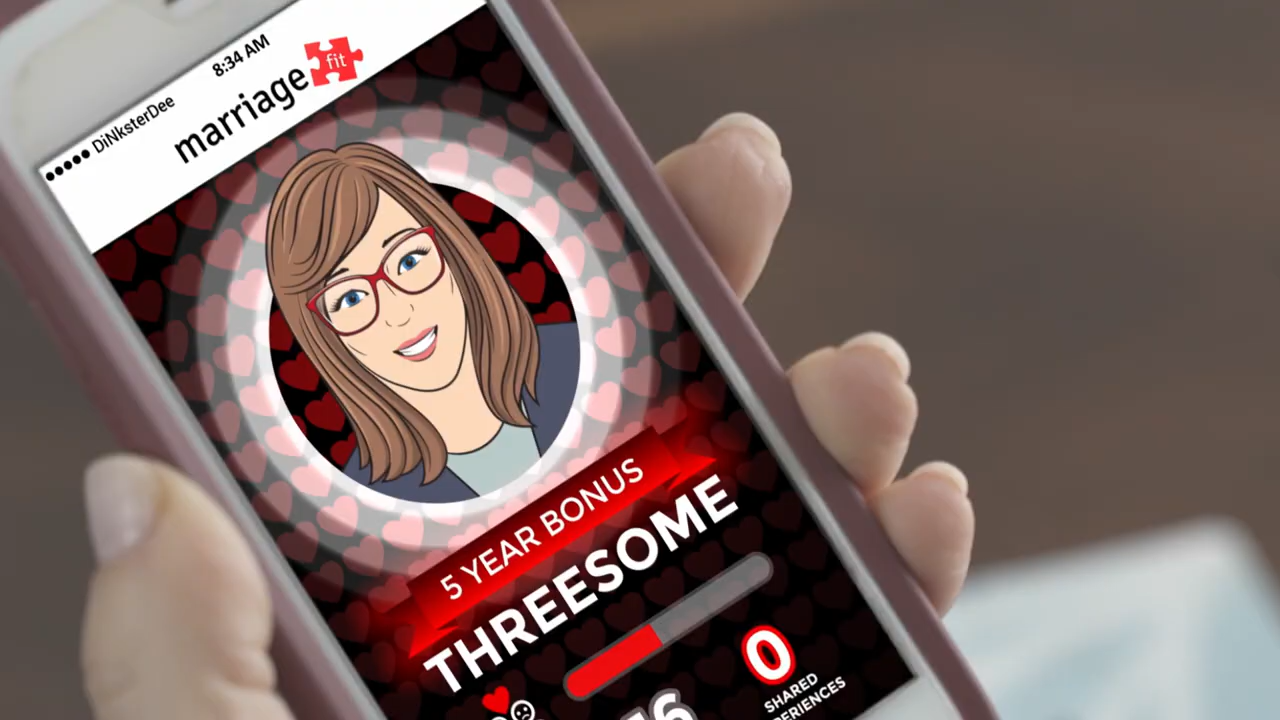 ●●●●● DiNksterDee
8:34 AM
marriage fit
5 YEAR BONUS
THREESOME
0
SHARED